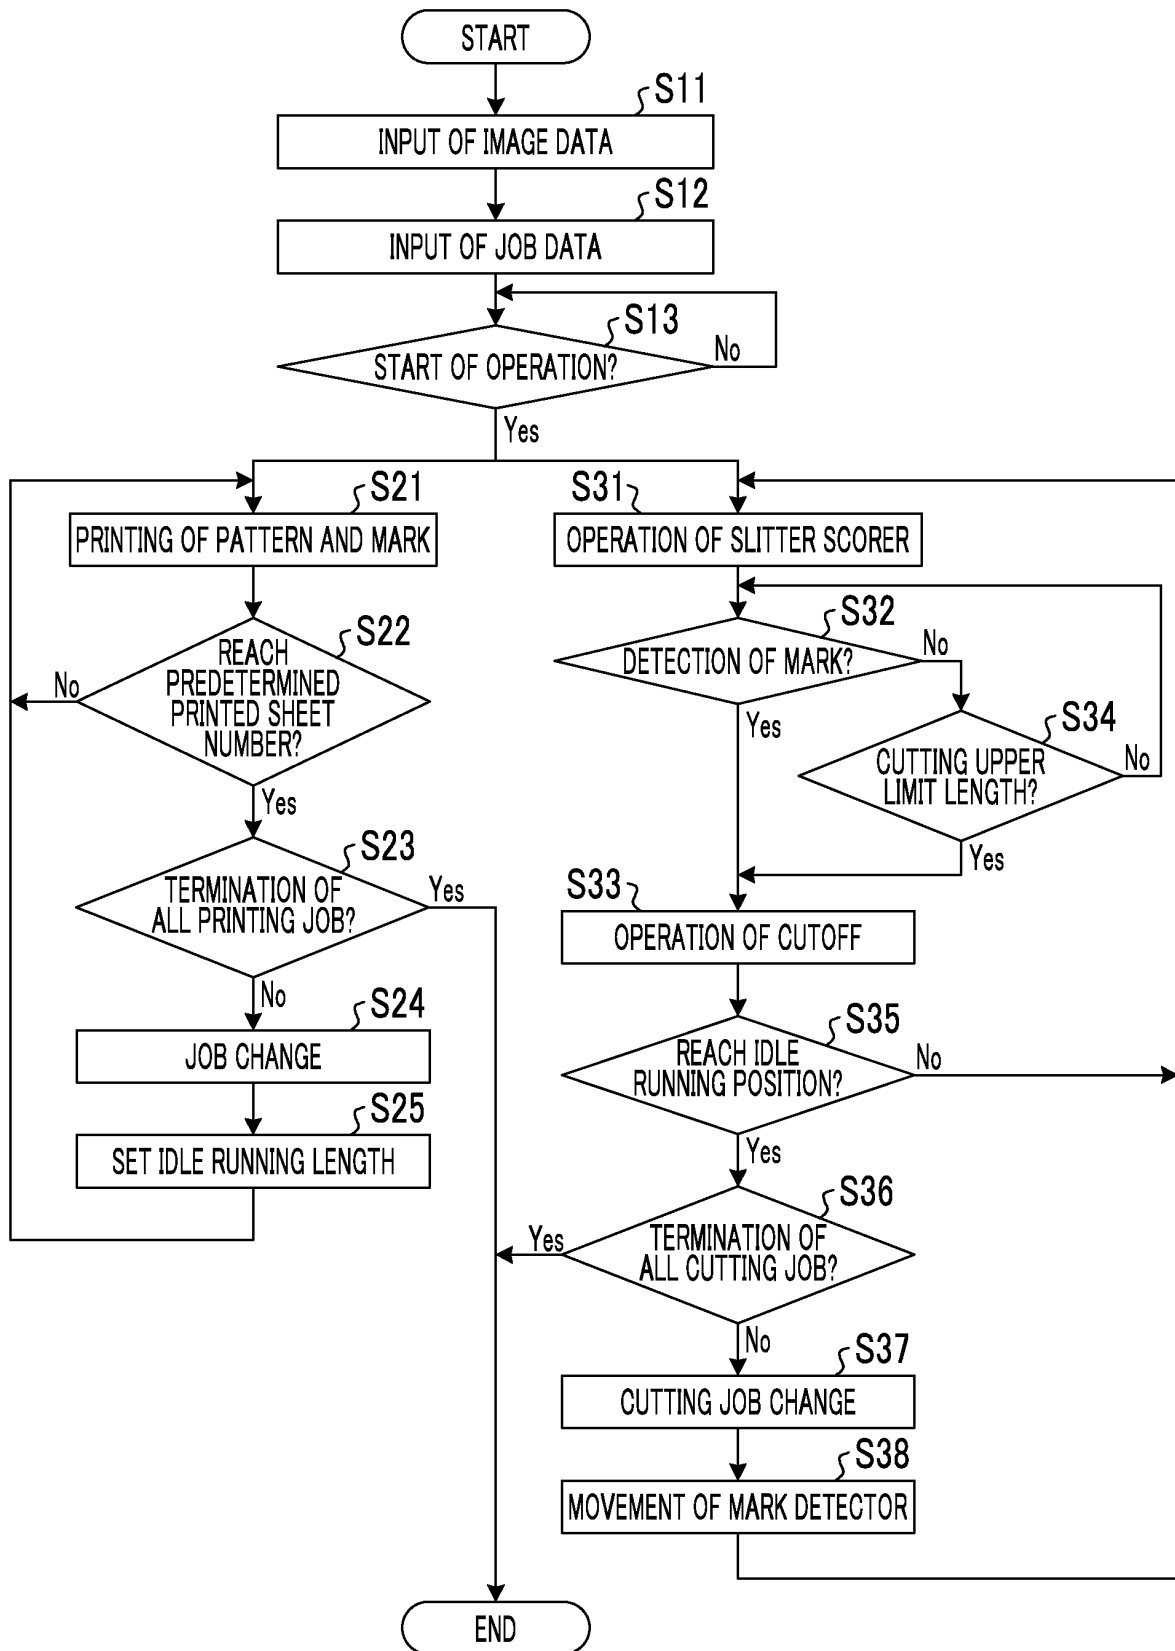 START
S11
INPUT OF IMAGE DATA
S12
INPUT OF JOB DATA
S13
START OF OPERATION?
No
Yes
S21
PRINTING OF PATTERN AND MARK
S22
REACH
PREDETERMINED
PRINTED SHEET
NUMBER?
No
Yes
S23
TERMINATION OF
ALL PRINTING JOB?
Yes
No
S24
JOB CHANGE
S25
SET IDLE RUNNING LENGTH
S31
OPERATION OF SLITTER SCORER
S32
DETECTION OF MARK?
No
Yes
S34
CUTTING UPPER
LIMIT LENGTH?
No
Yes
S33
OPERATION OF CUTOFF
S35
REACH IDLE
RUNNING POSITION?
No
Yes
S36
TERMINATION OF
ALL CUTTING JOB?
Yes
No
S37
CUTTING JOB CHANGE
S38
MOVEMENT OF MARK DETECTOR
END